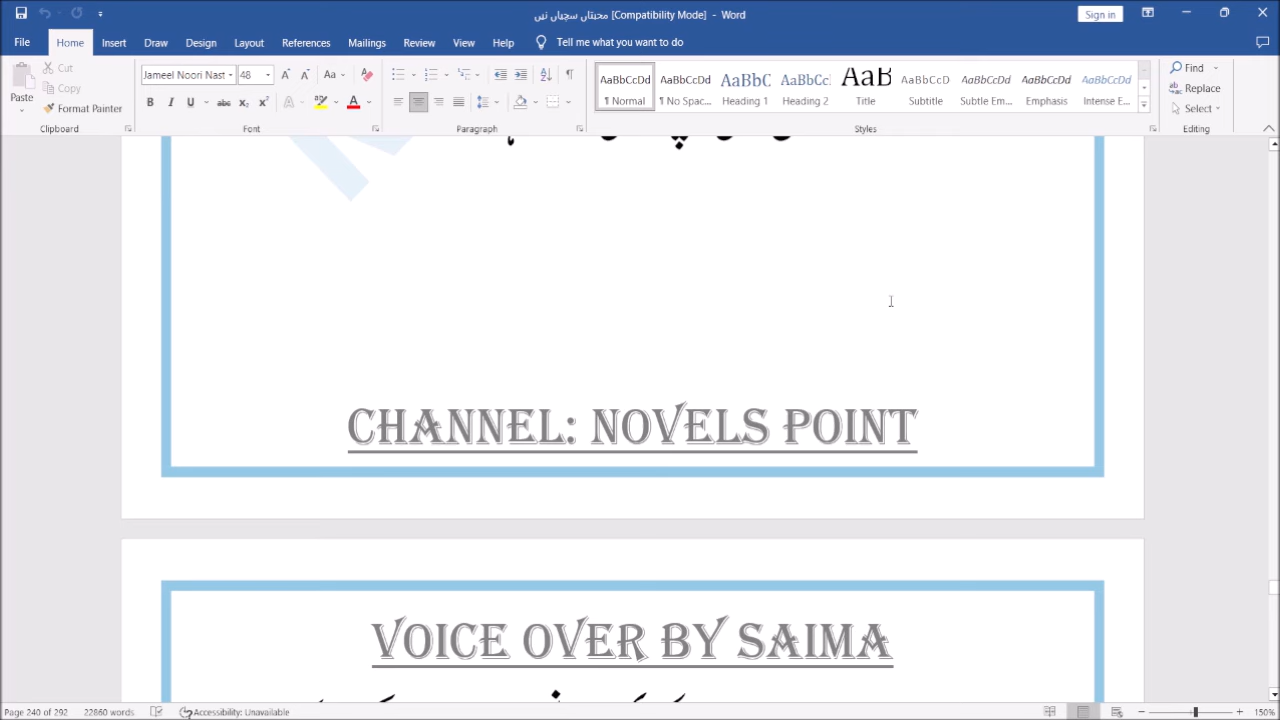 محبتاں سچیاں نیں [Compatibility Mode] - Word
Sign in
File Home Insert Draw Design Layout References Mailings Review View Help Tell me what you want to do
Cut Jameel Noori Nast 48 Aa AaBbCcDd AaBbCcDd AaBbC AaBbCc AaB AaBbCcD AaBbCcDd AaBbCcDd AaBbCcDd Find
Paste Copy B I U abc x₂ x² A A ¶ Normal ¶ No Spac... Heading 1 Heading 2 Title Subtitle Subtle Em... Emphasis Intense E... Replace
Format Painter Select
Clipboard Font Paragraph Styles Editing
CHANNEL: NOVELS POINT
VOICE OVER BY SAIMA
Page 240 of 292 22860 words Accessibility: Unavailable 150%